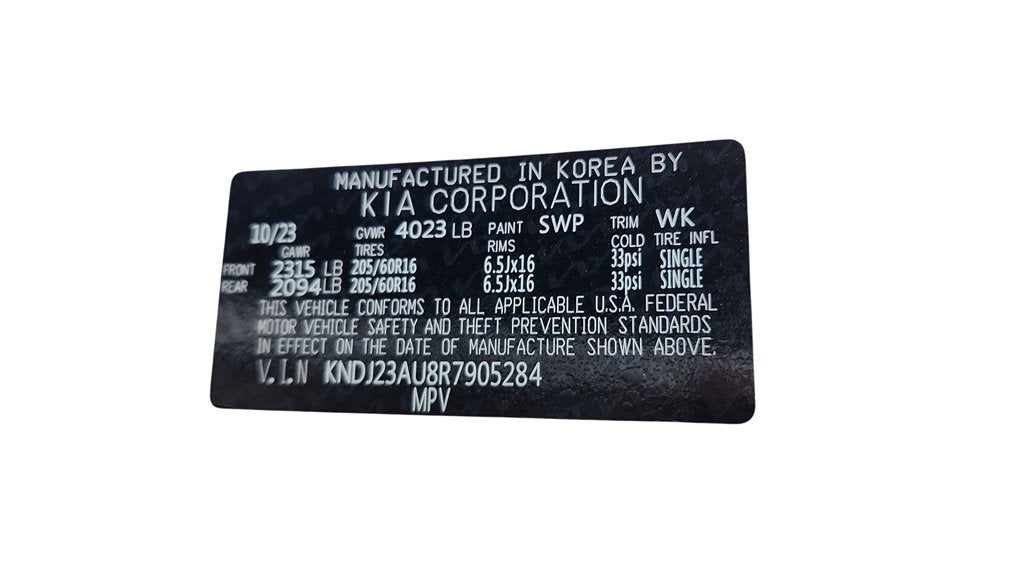 MANUFACTURED IN KOREA BY
KIA CORPORATION
10/23 GVWR 4023 LB PAINT SWP TRIM WK
GAWR TIRES RIMS COLD TIRE INFL
FRONT 2315 LB 205/60R16 6.5Jx16 33psi SINGLE
REAR 2094LB 205/60R16 6.5Jx16 33psi SINGLE
THIS VEHICLE CONFORMS TO ALL APPLICABLE U.S.A. FEDERAL
MOTOR VEHICLE SAFETY AND THEFT PREVENTION STANDARDS
IN EFFECT ON THE DATE OF MANUFACTURE SHOWN ABOVE.
V.I.N KNDJ23AU8R7905284
MPV